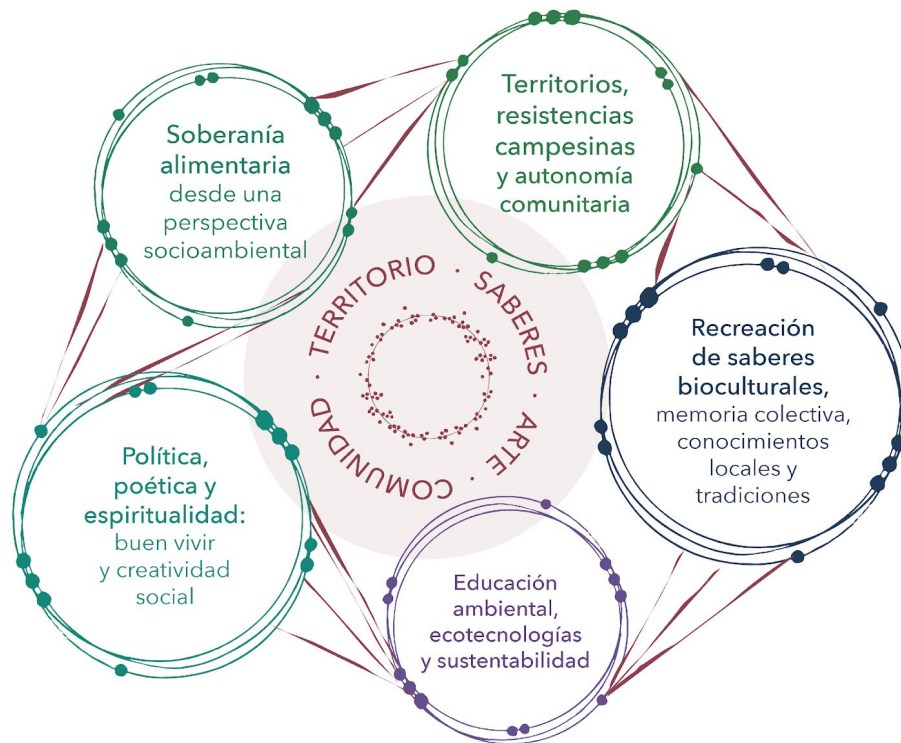 Soberanía
alimentaria
desde una
perspectiva
socioambiental
Territorios,
resistencias
campesinas
y autonomía
comunitaria
Recreación
de saberes
bioculturales,
memoria colectiva,
conocimientos
locales y
tradiciones
Educación
ambiental,
ecotecnologías
y sustentabilidad
Política,
poética y
espiritualidad:
buen vivir
y creatividad
social
TERRITORIO · SABERES · ARTE · COMUNIDAD ·